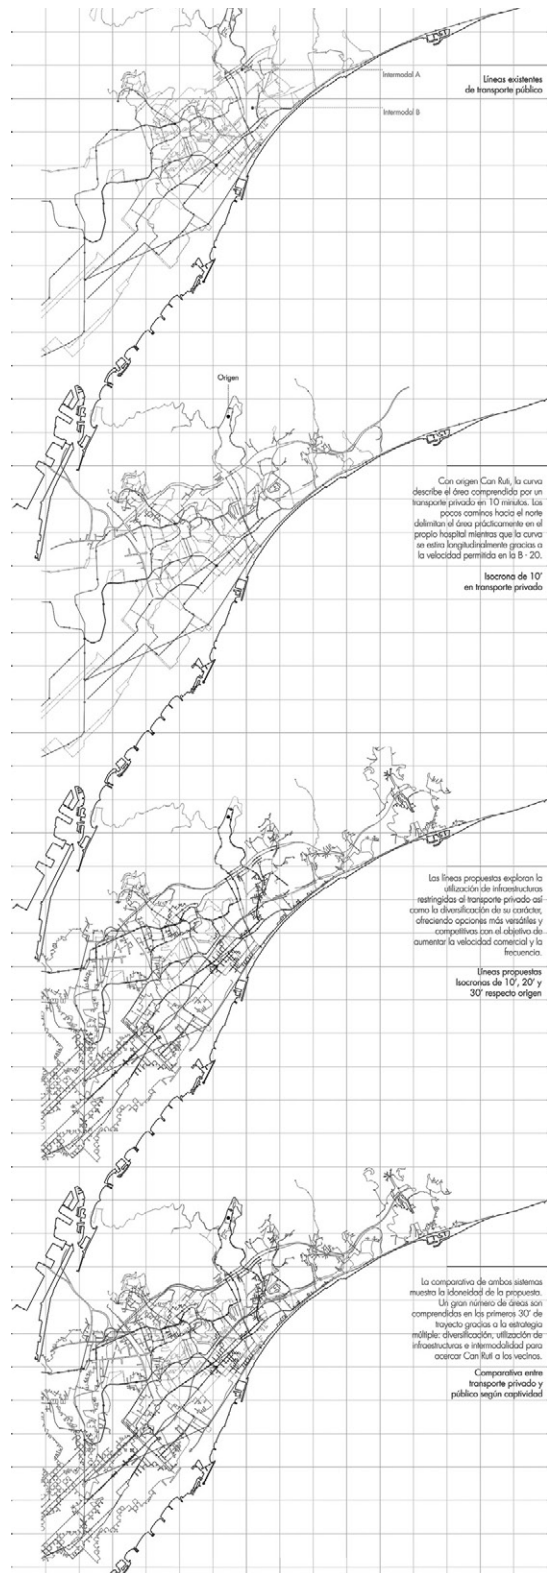 Intermodal A
Líneas existentes
de transporte público
Intermodal B
Origen
Con origen Can Ruti, la curva
describe el área comprendida por un
transporte privado en 10 minutos. Los
pocos caminos hacia el norte
delimitan el área prácticamente en el
propio hospital mientras que la curva
se estira longitudinalmente gracias a
la velocidad permitida en la B - 20.
Isocrona de 10'
en transporte privado
Las líneas propuestas exploran la
utilización de infraestructuras
restringidas al transporte privado así
como la diversificación de su carácter,
ofreciendo opciones más versátiles y
competitivas con el objetivo de
aumentar la velocidad comercial y la
frecuencia.
Líneas propuestas
Isocronas de 10', 20' y
30' respecto origen
La comparativa de ambos sistemas
muestra la idoneidad de la propuesta.
Un gran número de áreas son
comprendidas en los primeros 30' de
trayecto gracias a la estrategia
múltiple: diversificación, utilización de
infraestructuras e intermodalidad para
acercar Can Ruti a los vecinos.
Comparativa entre
transporte privado y
público según captividad